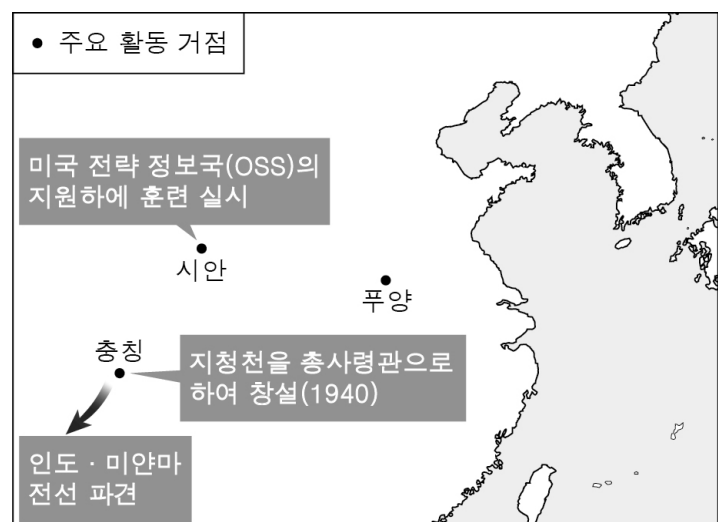 ● 주요 활동 거점
미국 전략 정보국(OSS)의
지원하에 훈련 실시
시안
푸양
충칭
지청천을 총사령관으로
하여 창설(1940)
인도 · 미얀마
전선 파견